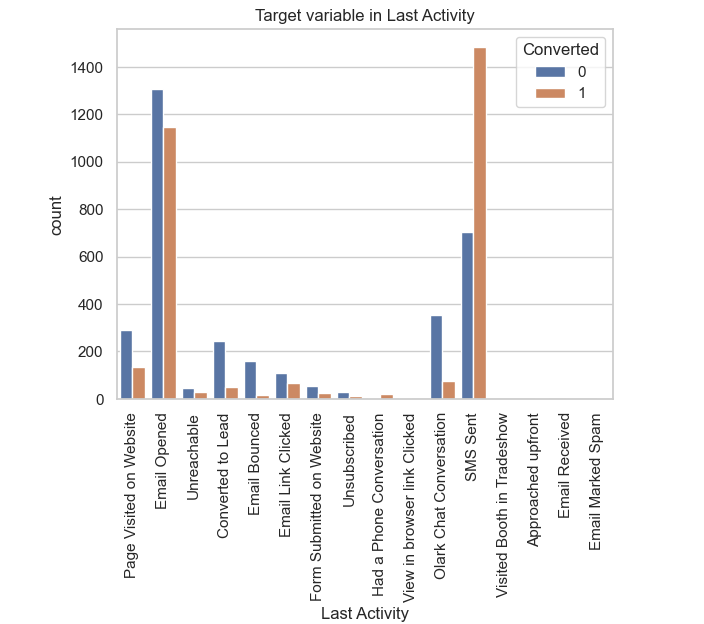 Target variable in Last Activity
Converted
0
1
1400
1200
1000
800
600
400
200
0
count
Page Visited on Website
Email Opened
Unreachable
Converted to Lead
Email Bounced
Email Link Clicked
Form Submitted on Website
Unsubscribed
Had a Phone Conversation
View in browser link Clicked
Olark Chat Conversation
SMS Sent
Visited Booth in Tradeshow
Approached upfront
Email Received
Email Marked Spam
Last Activity